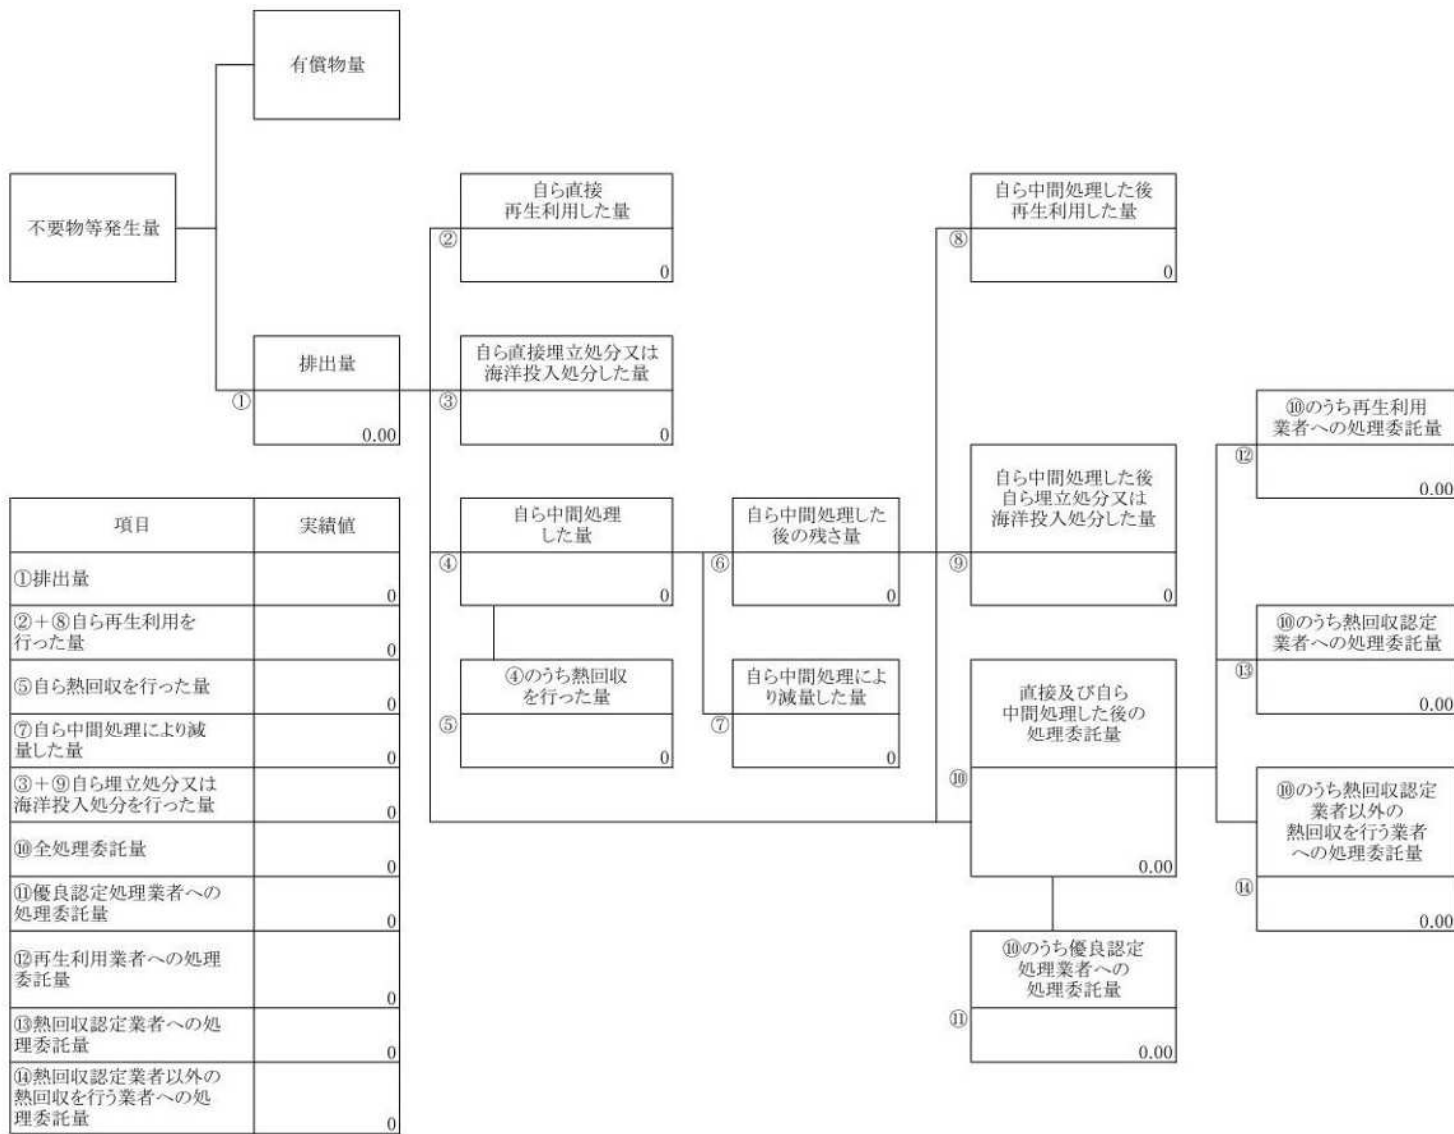 有償物量
不要物等発生量
自ら直接
再生利用した量
②
0
自ら中間処理した後
再生利用した量
⑧
0
排出量
①
0.00
自ら直接埋立処分又は
海洋投入処分した量
③
0
⑩のうち再生利用
業者への処理委託量
⑫
0.00
自ら中間処理
した量
④
0
自ら中間処理した
後の残さ量
⑥
0
自ら中間処理した後
自ら埋立処分又は
海洋投入処分した量
⑨
0
⑩のうち熱回収認定
業者への処理委託量
⑬
0.00
④のうち熱回収
を行った量
⑤
0
自ら中間処理によ
り減量した量
⑦
0
直接及び自ら
中間処理した後の
処理委託量
⑩
0.00
⑩のうち熱回収認定
業者以外の
熱回収を行う業者
への処理委託量
⑭
0.00
⑩のうち優良認定
処理業者への
処理委託量
⑪
0.00
項目 実績値
①排出量
0
②+⑧自ら再生利用を
行った量
0
⑤自ら熱回収を行った量
0
⑦自ら中間処理により減
量した量
0
③+⑨自ら埋立処分又は
海洋投入処分を行った量
0
⑩全処理委託量
0
⑪優良認定処理業者への
処理委託量
0
⑫再生利用業者への処理
委託量
0
⑬熱回収認定業者への処
理委託量
0
⑭熱回収認定業者以外の
熱回収を行う業者への処
理委託量
0